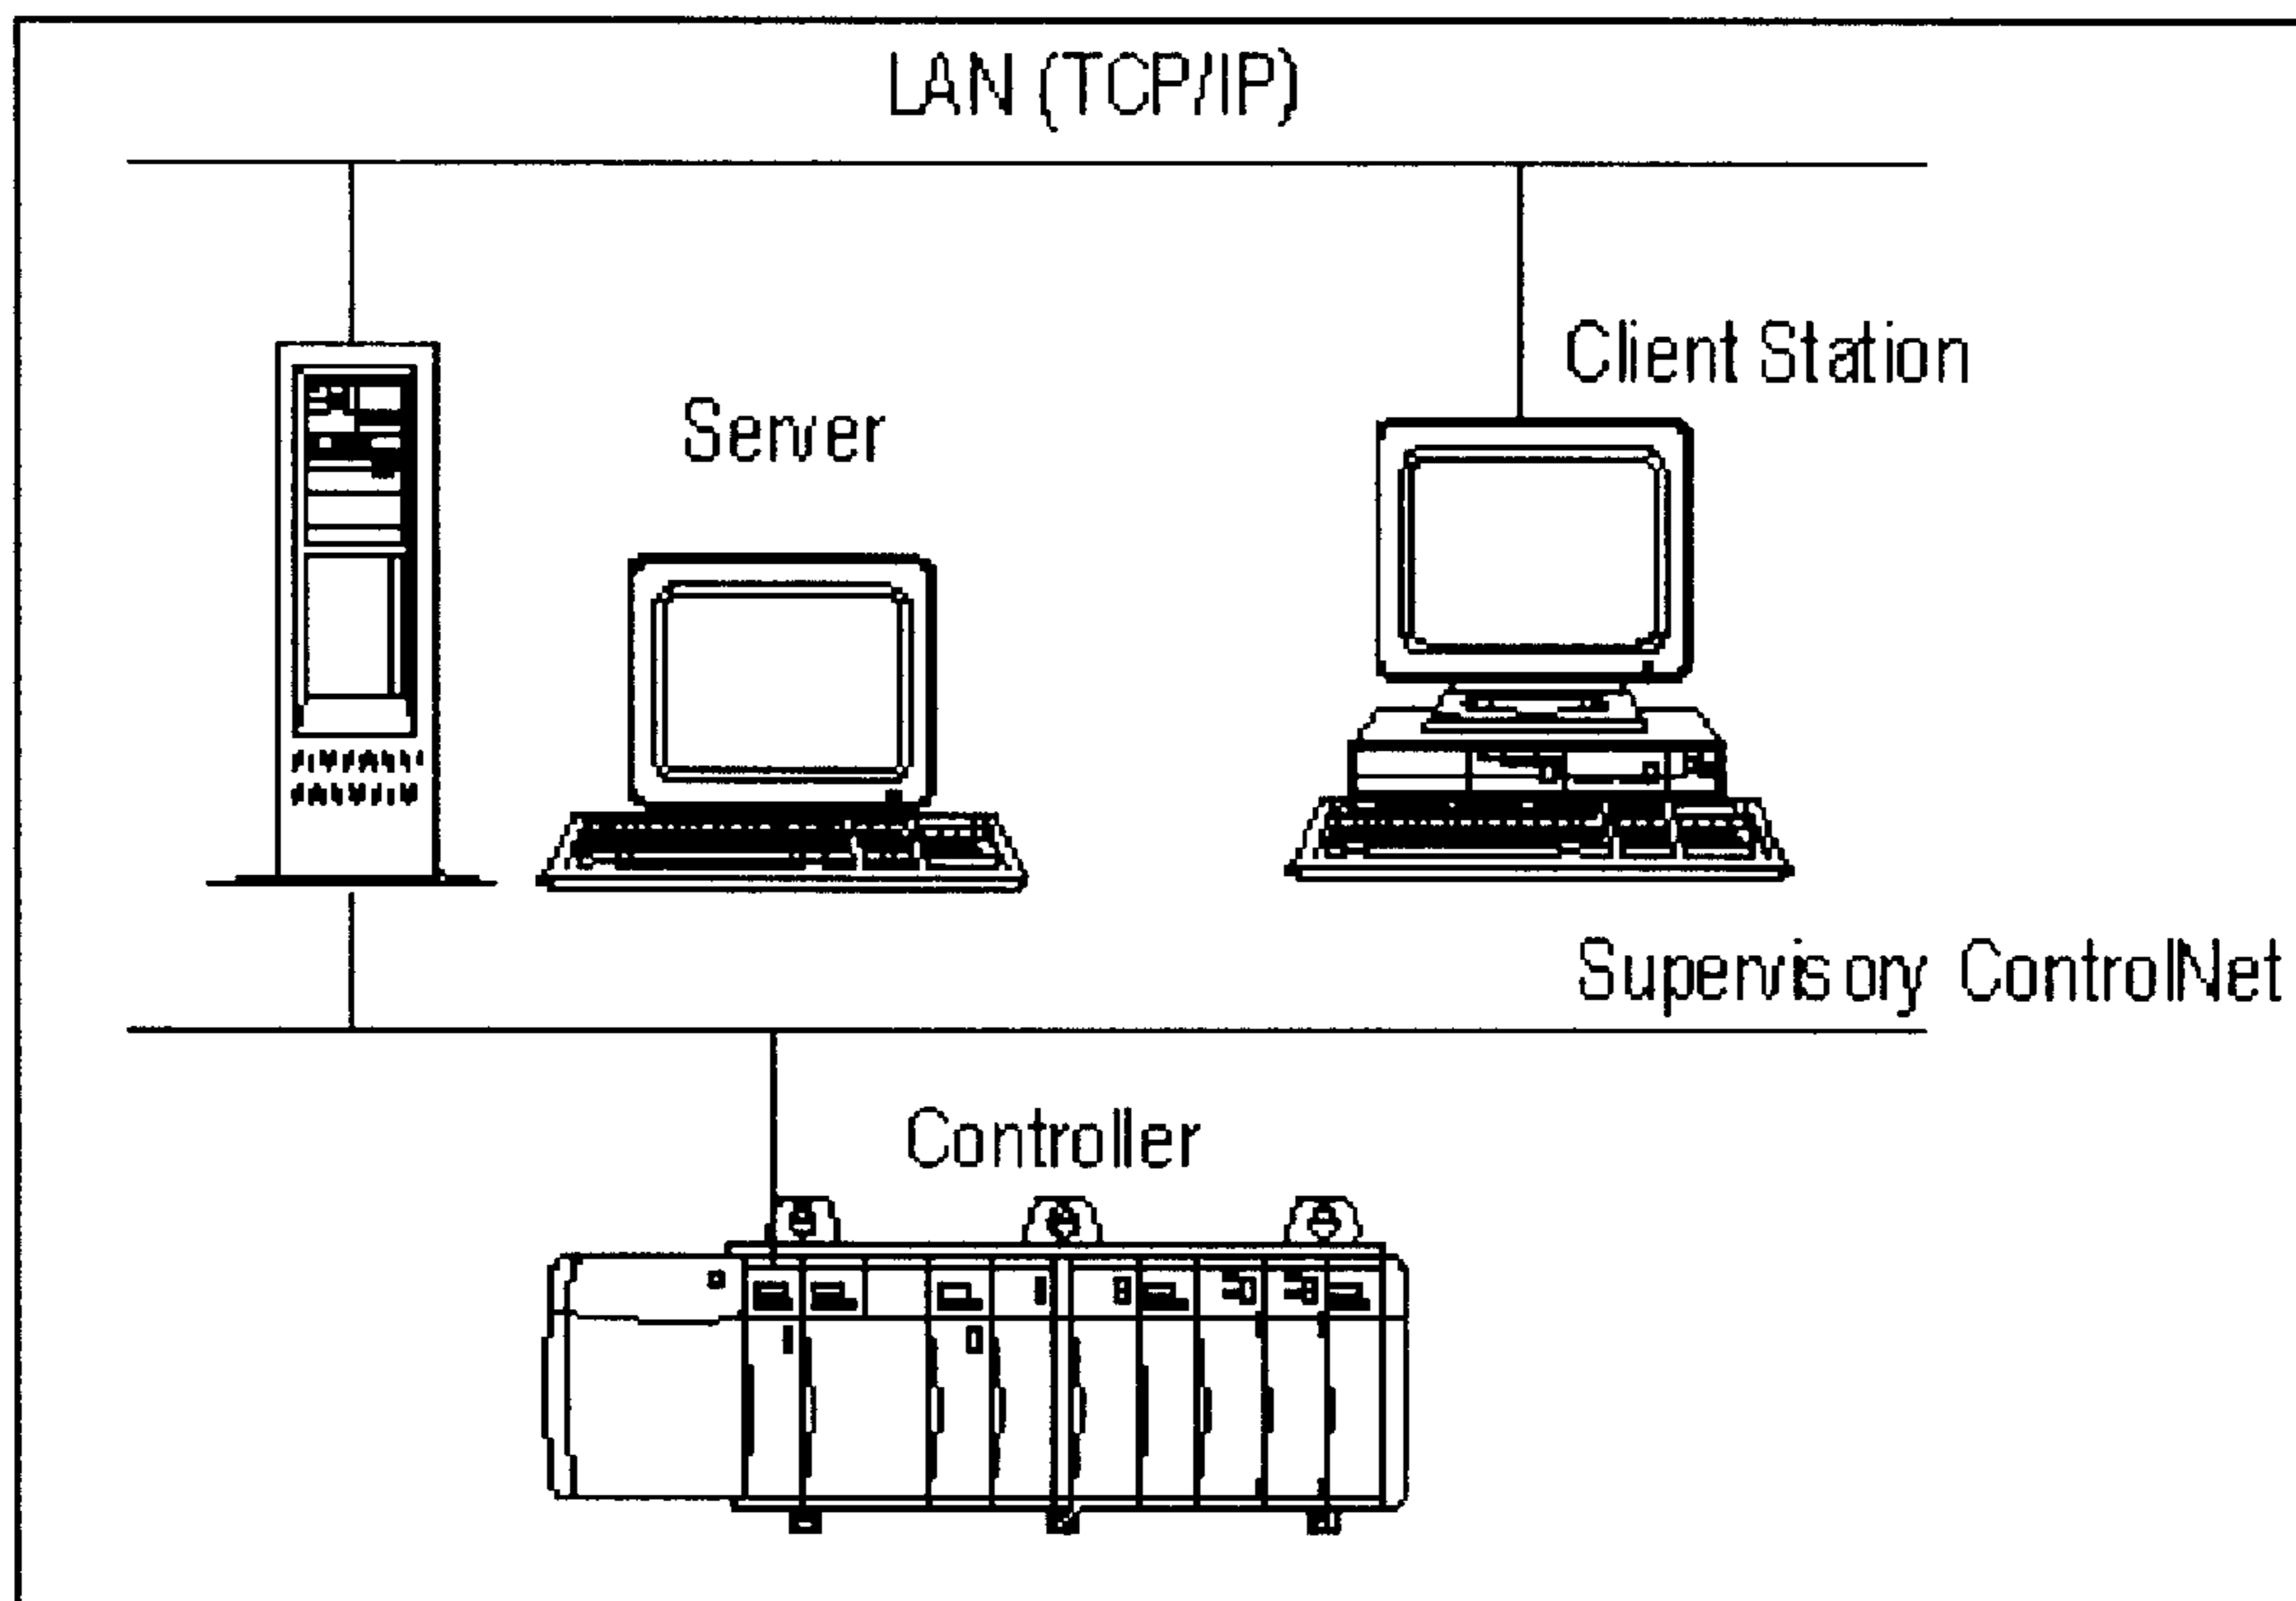 LAN (TCP/IP)
Client Station
Server
Supervisory ControlNet
Controller